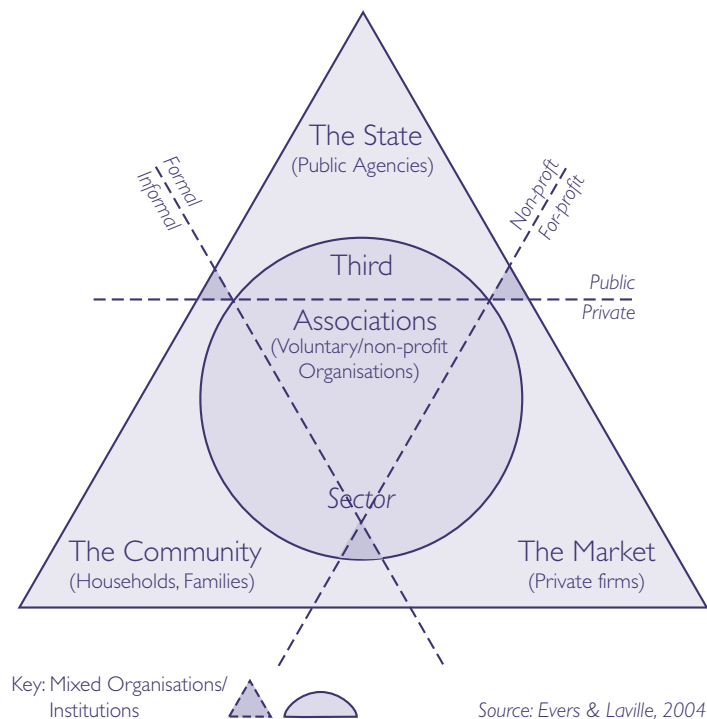 The State
(Public Agencies)
Formal
Informal
Non-profit
For-profit
Third
Public
Private
Associations
(Voluntary/non-profit
Organisations)
Sector
The Community
(Households, Families)
The Market
(Private firms)
Key: Mixed Organisations/
Institutions
Source: Evers & Laville, 2004